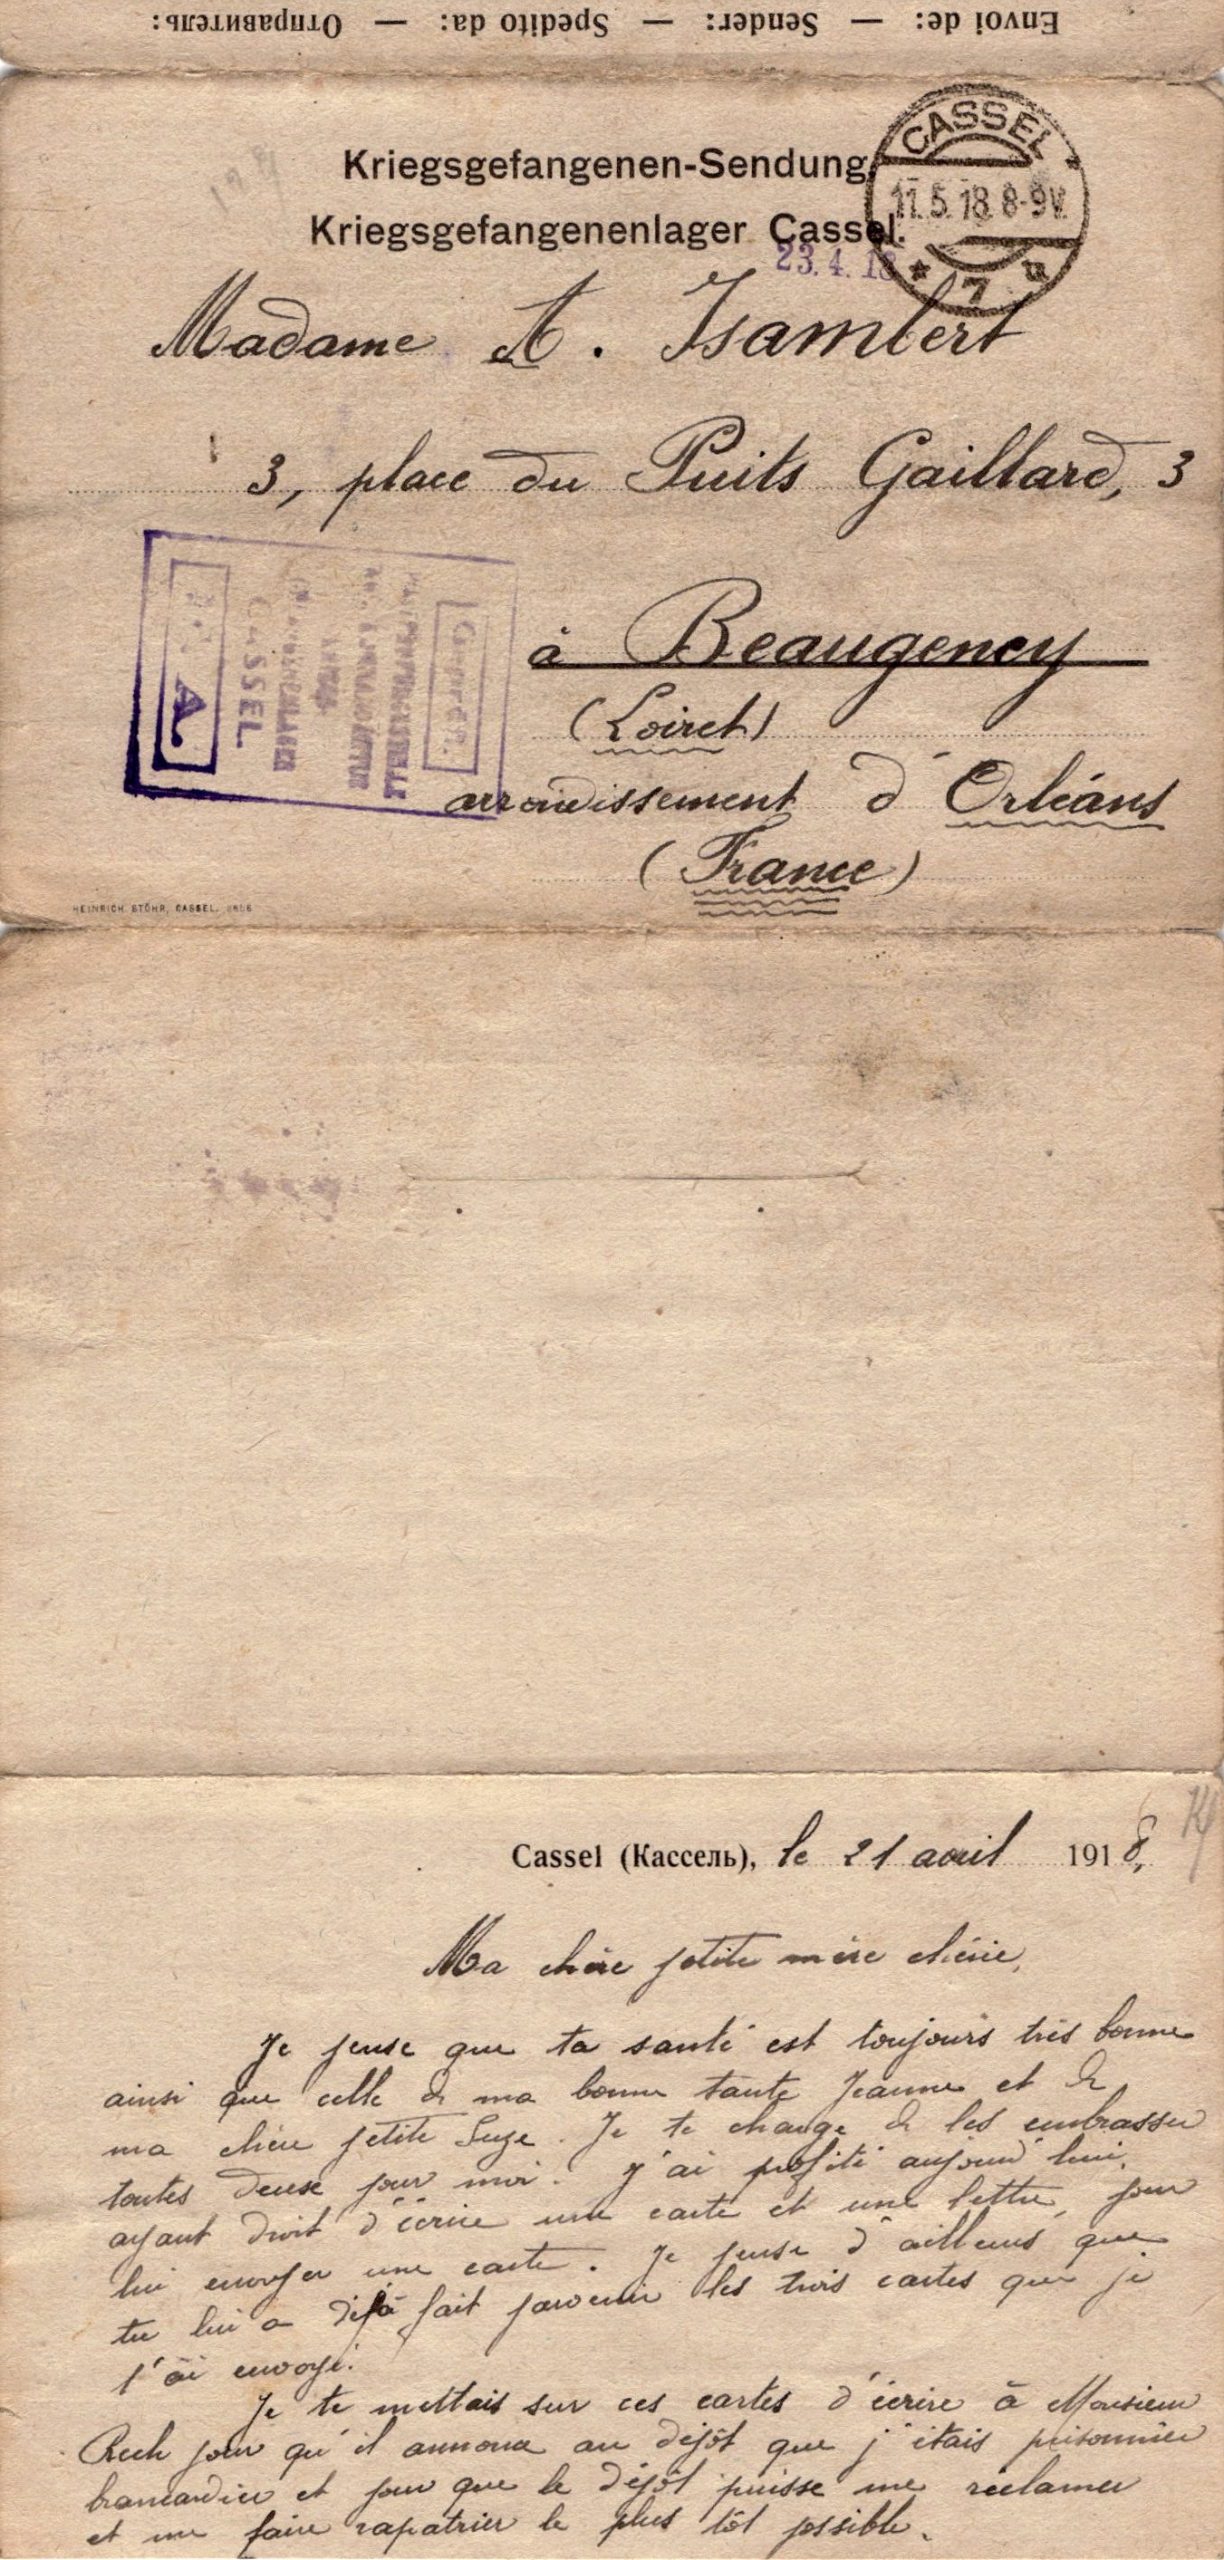 Envoi de: — Sender: — Spedito da: — Отправитель:
Kriegsgefangenen-Sendung.
Kriegsgefangenenlager Cassel.
CASSEL
11.5.18. 8-9V.
* 7 u
23.4.18
Madame A. Isambert
3, place du Puits Gaillard, 3
à Beaugency
(Loiret)
arrondissement d'Orléans
(France)
Geprüft.
CASSEL.
A.
HEINRICH STÖHR, CASSEL.
Cassel (Кассель), le 21 avril 1918.
Ma chère petite mère chérie,
Je pense que ta santé est toujours très bonne
ainsi que celle de ma bonne tante Jeanne et de
ma chère petite Suze. Je te charge de les embrasser
toutes deux pour moi. J'ai profité aujourd'hui,
ayant droit d'écrire une carte et une lettre, pour
lui envoyer une carte. Je pense d'ailleurs que
tu lui a déjà fait parvenir les trois cartes que je
t'ai envoyé.
Je te mettais sur ces cartes d'écrire à Monsieur
pour qu'il annonce au dépôt que j'étais prisonnier
brancardier et pour que le dépôt puisse me réclamer
et me faire rapatrier le plus tôt possible.